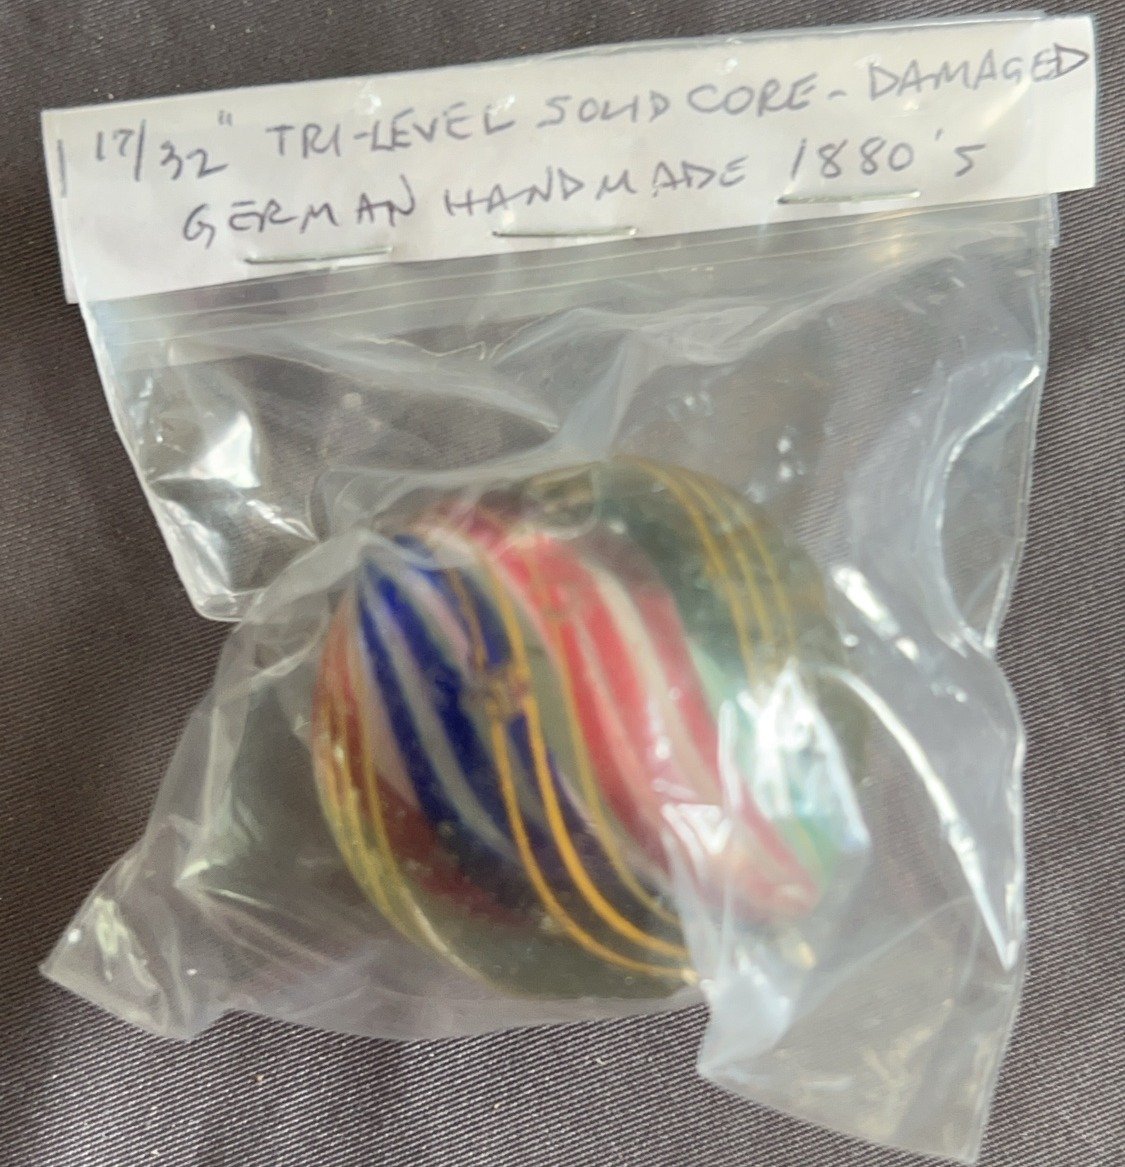 1 17/32" TRI-LEVEL SOLID CORE - DAMAGED
GERMAN HANDMADE 1880'S